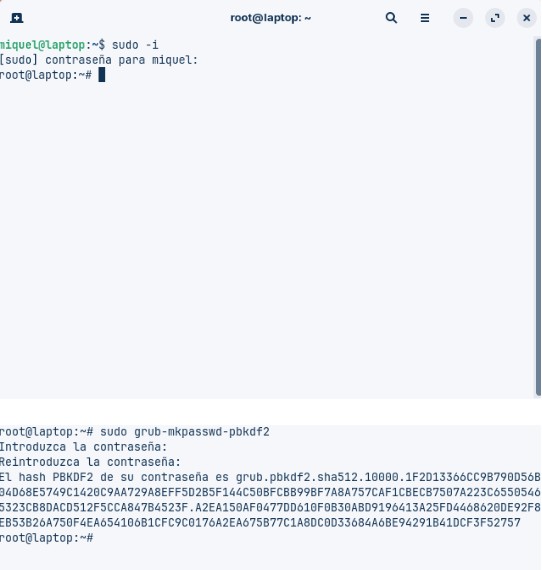 root@laptop: ~
miquel@laptop:~$ sudo -i
[sudo] contraseña para miquel:
root@laptop:~#
root@laptop:~# sudo grub-mkpasswd-pbkdf2
Introduzca la contraseña:
Reintroduzca la contraseña:
El hash PBKDF2 de su contraseña es grub.pbkdf2.sha512.10000.1F2D13366CC9B790D56B
04D68E5749C1420C9AA729A8EFF5D2B5F144C50BFCBB99BF7A8A757CAF1CBECB7507A223C6550546
5323CB8DACD512F5CCA847B4523F.A2EA150AF0477DD610F0B30ABD9196413A25FD4468620DE92F8
EB53B26A750F4EA654106B1CFC9C0176A2EA675B77C1A8DC0D33684A6BE94291B41DCF3F52757
root@laptop:~#